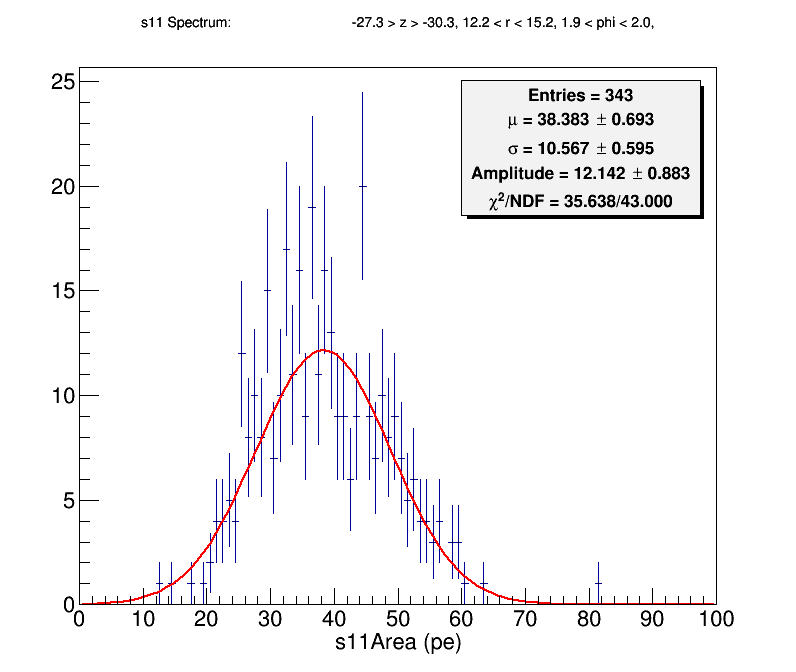 s11 Spectrum: -27.3 > z > -30.3, 12.2 < r < 15.2, 1.9 < phi < 2.0,
Entries = 343
μ = 38.383 ± 0.693
σ = 10.567 ± 0.595
Amplitude = 12.142 ± 0.883
χ²/NDF = 35.638/43.000
25
20
15
10
5
0
0 10 20 30 40 50 60 70 80 90 100
s11Area (pe)